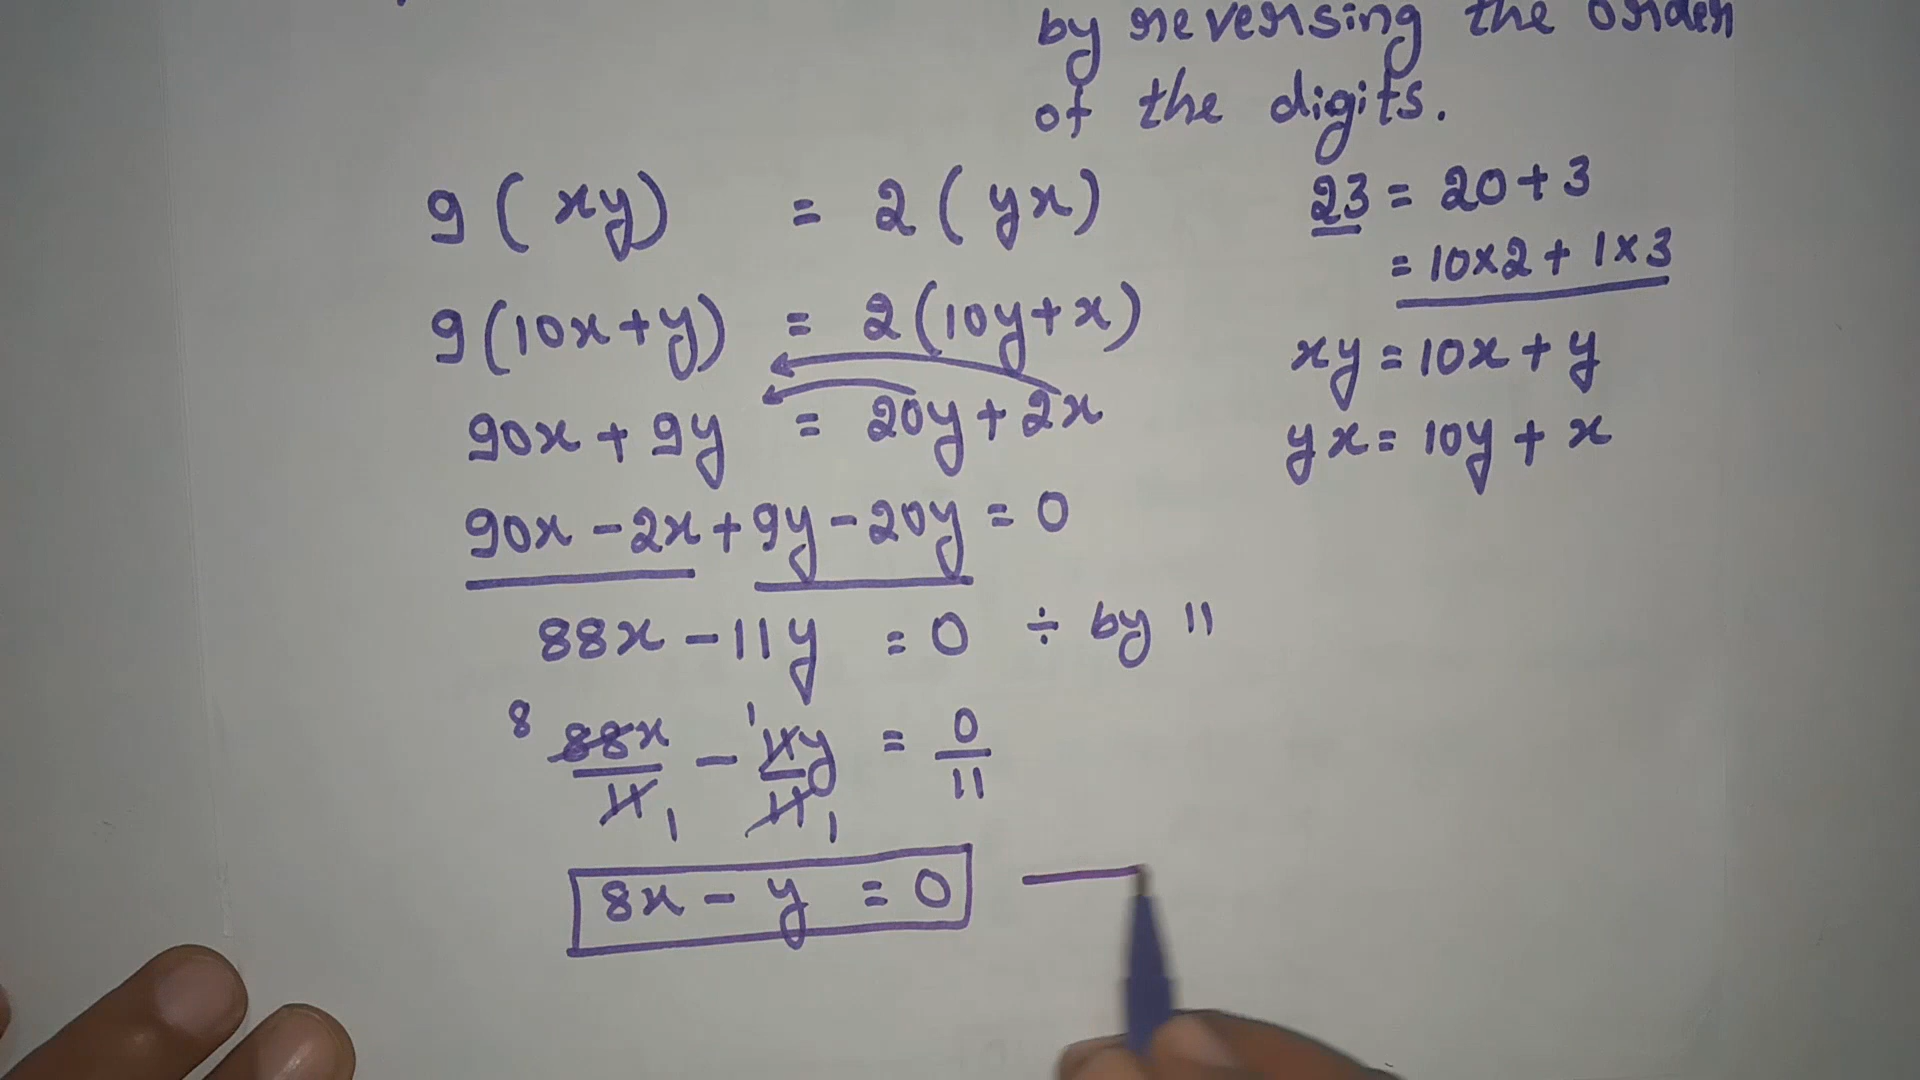 by reversing the order
of the digits.
9(xy) = 2(yx)
9(10x+y) = 2(10y+x)
90x + 9y = 20y + 2x
90x - 2x + 9y - 20y = 0
88x - 11y = 0 ÷ by 11
8 88x/11 1 - 1 11y/11 1 = 0/11
8x - y = 0
23 = 20 + 3
= 10×2 + 1×3
xy = 10x + y
yx = 10y + x